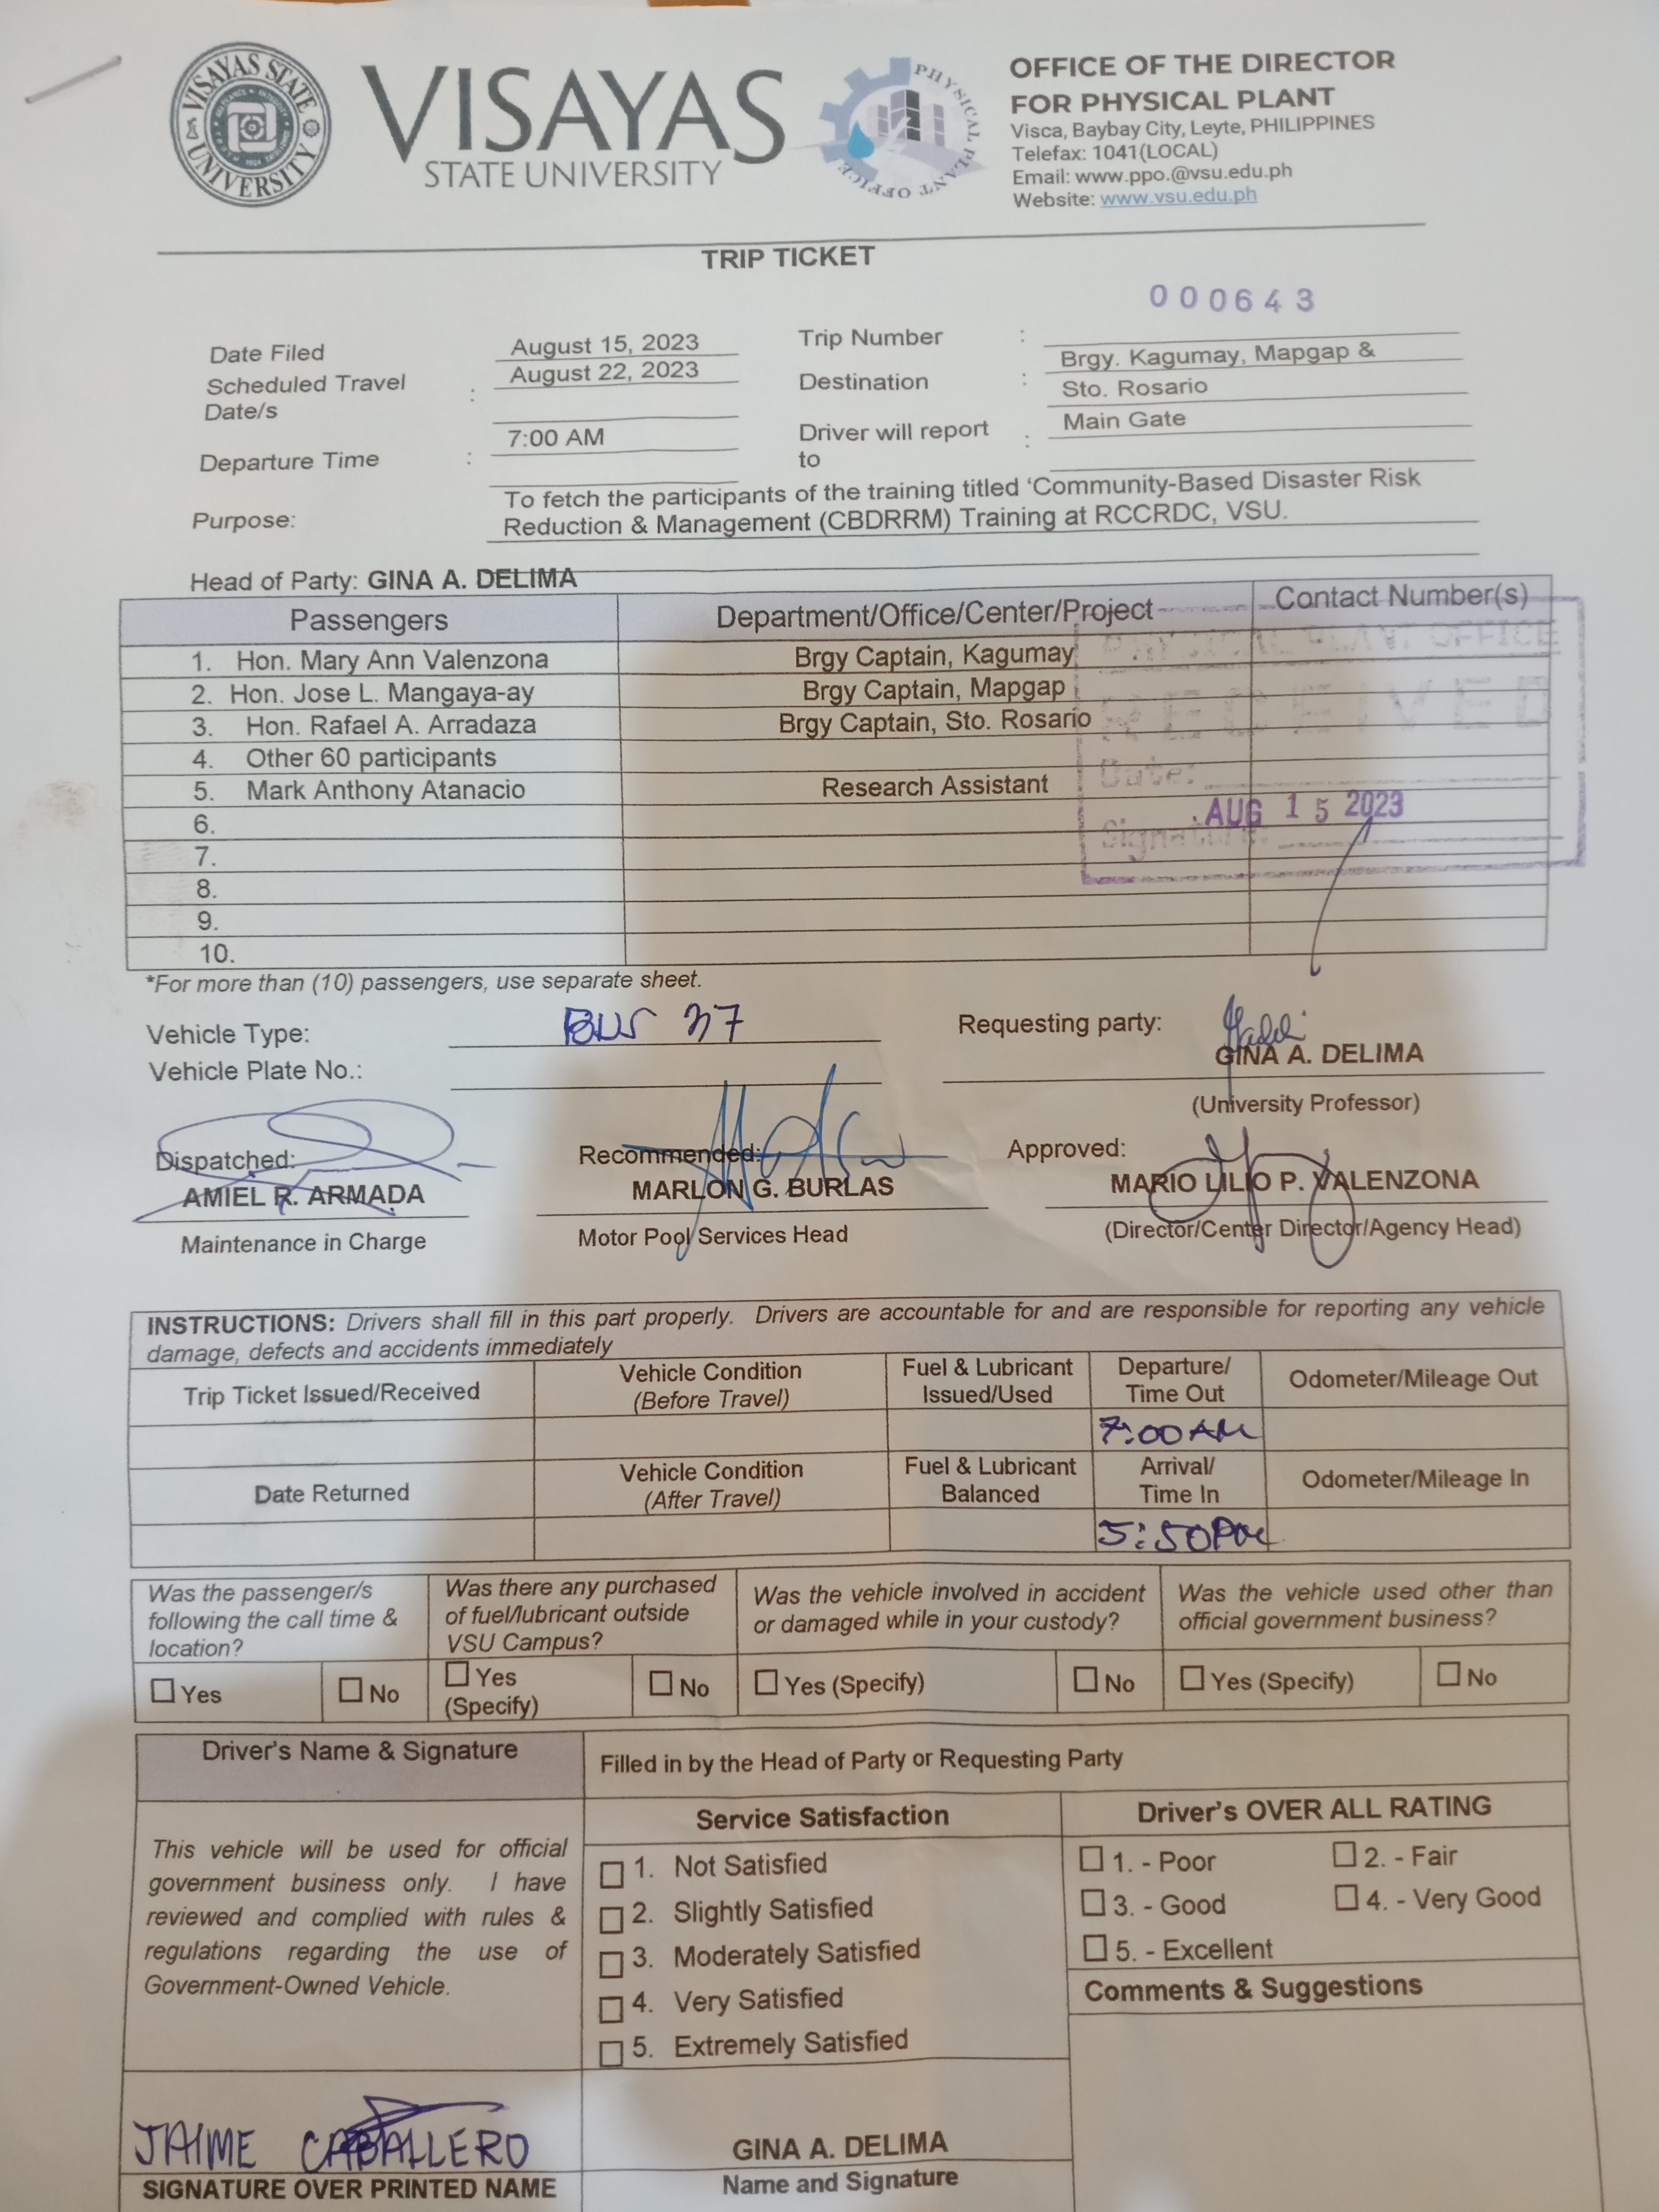 VISAYAS STATE UNIVERSITY
VISAYAS
STATE UNIVERSITY
PHYSICAL PLANT OFFICE
OFFICE OF THE DIRECTOR
FOR PHYSICAL PLANT
Visca, Baybay City, Leyte, PHILIPPINES
Telefax: 1041(LOCAL)
Email: www.ppo.@vsu.edu.ph
Website: www.vsu.edu.ph
TRIP TICKET
000643
Date Filed August 15, 2023 Trip Number :
Scheduled Travel Date/s : August 22, 2023 Destination : Brgy. Kagumay, Mapgap & Sto. Rosario
Departure Time : 7:00 AM Driver will report to : Main Gate
Purpose: To fetch the participants of the training titled ‘Community-Based Disaster Risk
Reduction & Management (CBDRRM) Training at RCCRDC, VSU.
Head of Party: GINA A. DELIMA
Passengers Department/Office/Center/Project Contact Number(s)
1. Hon. Mary Ann Valenzona Brgy Captain, Kagumay
2. Hon. Jose L. Mangaya-ay Brgy Captain, Mapgap
3. Hon. Rafael A. Arradaza Brgy Captain, Sto. Rosario
4. Other 60 participants
5. Mark Anthony Atanacio Research Assistant
6.
7.
8.
9.
10.
PHYSICAL PLANT OFFICE
RECEIVED
Date:
AUG 15 2023
Signature:
*For more than (10) passengers, use separate sheet.
Vehicle Type: BUS 37 Requesting party:
GINA A. DELIMA
Vehicle Plate No.:
(University Professor)
Dispatched: Recommended: Approved:
AMIEL R. ARMADA MARLON G. BURLAS MARIO LILIO P. VALENZONA
Maintenance in Charge Motor Pool Services Head (Director/Center Director/Agency Head)
INSTRUCTIONS: Drivers shall fill in this part properly. Drivers are accountable for and are responsible for reporting any vehicle
damage, defects and accidents immediately
Trip Ticket Issued/Received Vehicle Condition (Before Travel) Fuel & Lubricant Issued/Used Departure/ Time Out Odometer/Mileage Out
7:00AM
Date Returned Vehicle Condition (After Travel) Fuel & Lubricant Balanced Arrival/ Time In Odometer/Mileage In
5:50PM
Was the passenger/s following the call time & location? Was there any purchased of fuel/lubricant outside VSU Campus? Was the vehicle involved in accident or damaged while in your custody? Was the vehicle used other than official government business?
Yes No Yes (Specify) No Yes (Specify) No Yes (Specify) No
Driver's Name & Signature Filled in by the Head of Party or Requesting Party
This vehicle will be used for official
government business only. I have
reviewed and complied with rules &
regulations regarding the use of
Government-Owned Vehicle.
Service Satisfaction
1. Not Satisfied
2. Slightly Satisfied
3. Moderately Satisfied
4. Very Satisfied
5. Extremely Satisfied
Driver's OVER ALL RATING
1. - Poor 2. - Fair
3. - Good 4. - Very Good
5. - Excellent
Comments & Suggestions
JAIME CABALLERO GINA A. DELIMA
SIGNATURE OVER PRINTED NAME Name and Signature